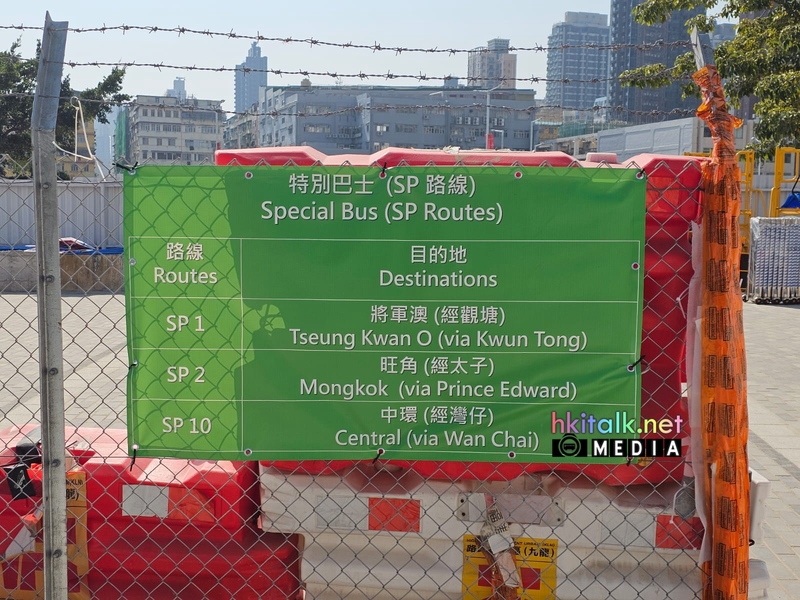 特別巴士 (SP 路線)
Special Bus (SP Routes)
路線
Routes
目的地
Destinations
SP 1
將軍澳 (經觀塘)
Tseung Kwan O (via Kwun Tong)
SP 2
旺角 (經太子)
Mongkok (via Prince Edward)
SP 10
中環 (經灣仔)
Central (via Wan Chai)
hkitalk.net
MEDIA
(九龍)